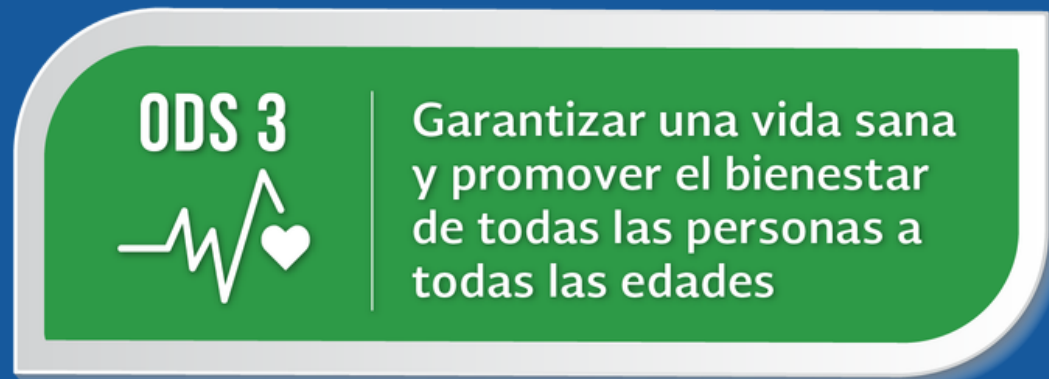 ODS 3
Garantizar una vida sana
y promover el bienestar
de todas las personas a
todas las edades